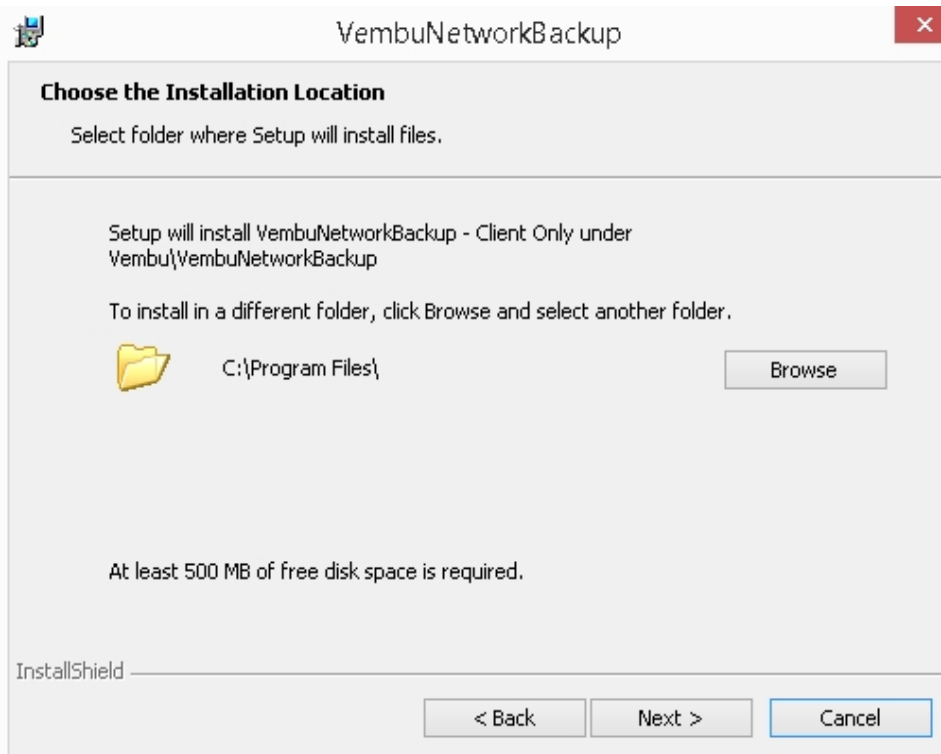 VembuNetworkBackup
Choose the Installation Location
Select folder where Setup will install files.
Setup will install VembuNetworkBackup - Client Only under
Vembu\VembuNetworkBackup
To install in a different folder, click Browse and select another folder.
C:\Program Files\
Browse
At least 500 MB of free disk space is required.
InstallShield
< Back
Next >
Cancel